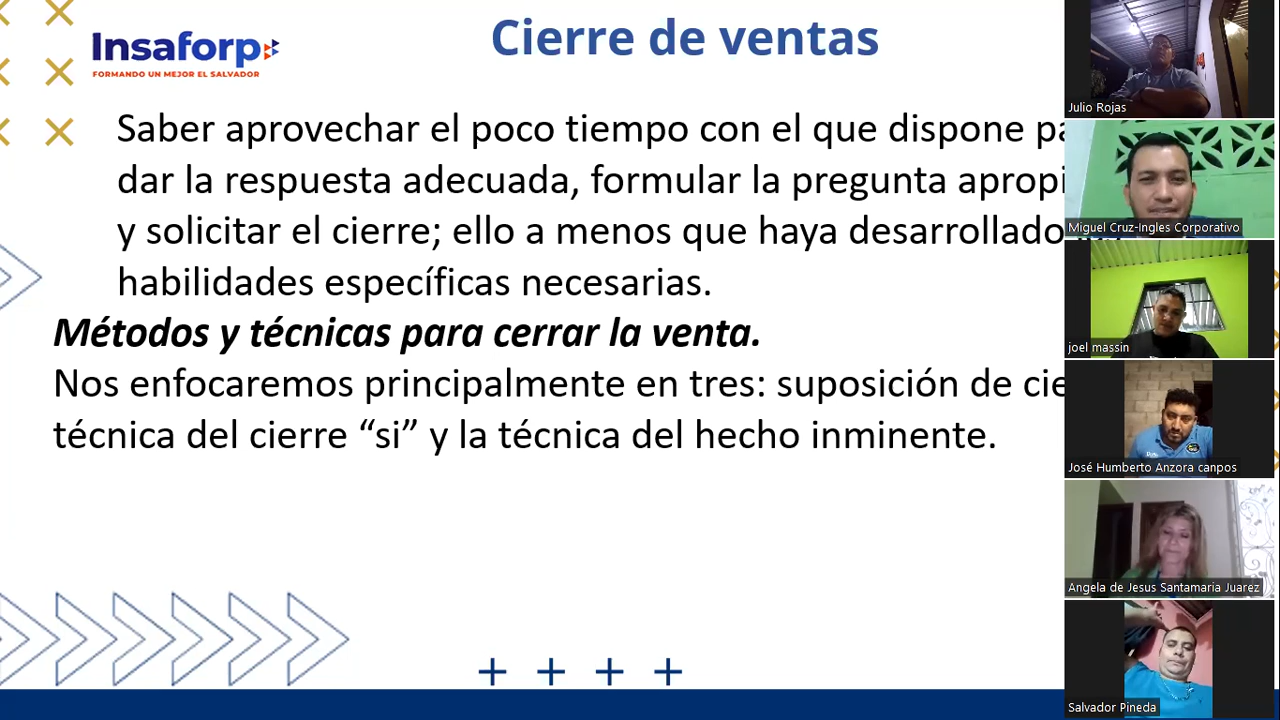 Insaforp
FORMANDO UN MEJOR EL SALVADOR
Cierre de ventas
Saber aprovechar el poco tiempo con el que dispone
dar la respuesta adecuada, formular la pregunta
y solicitar el cierre; ello a menos que haya desarrollado
habilidades específicas necesarias.
Métodos y técnicas para cerrar la venta.
Nos enfocaremos principalmente en tres: suposición de
técnica del cierre “si” y la técnica del hecho inminente.
Julio Rojas
Miguel Cruz-Ingles Corporativo
joel massin
José Humberto Anzora canpos
Angela de Jesus Santamaria Juarez
Salvador Pineda